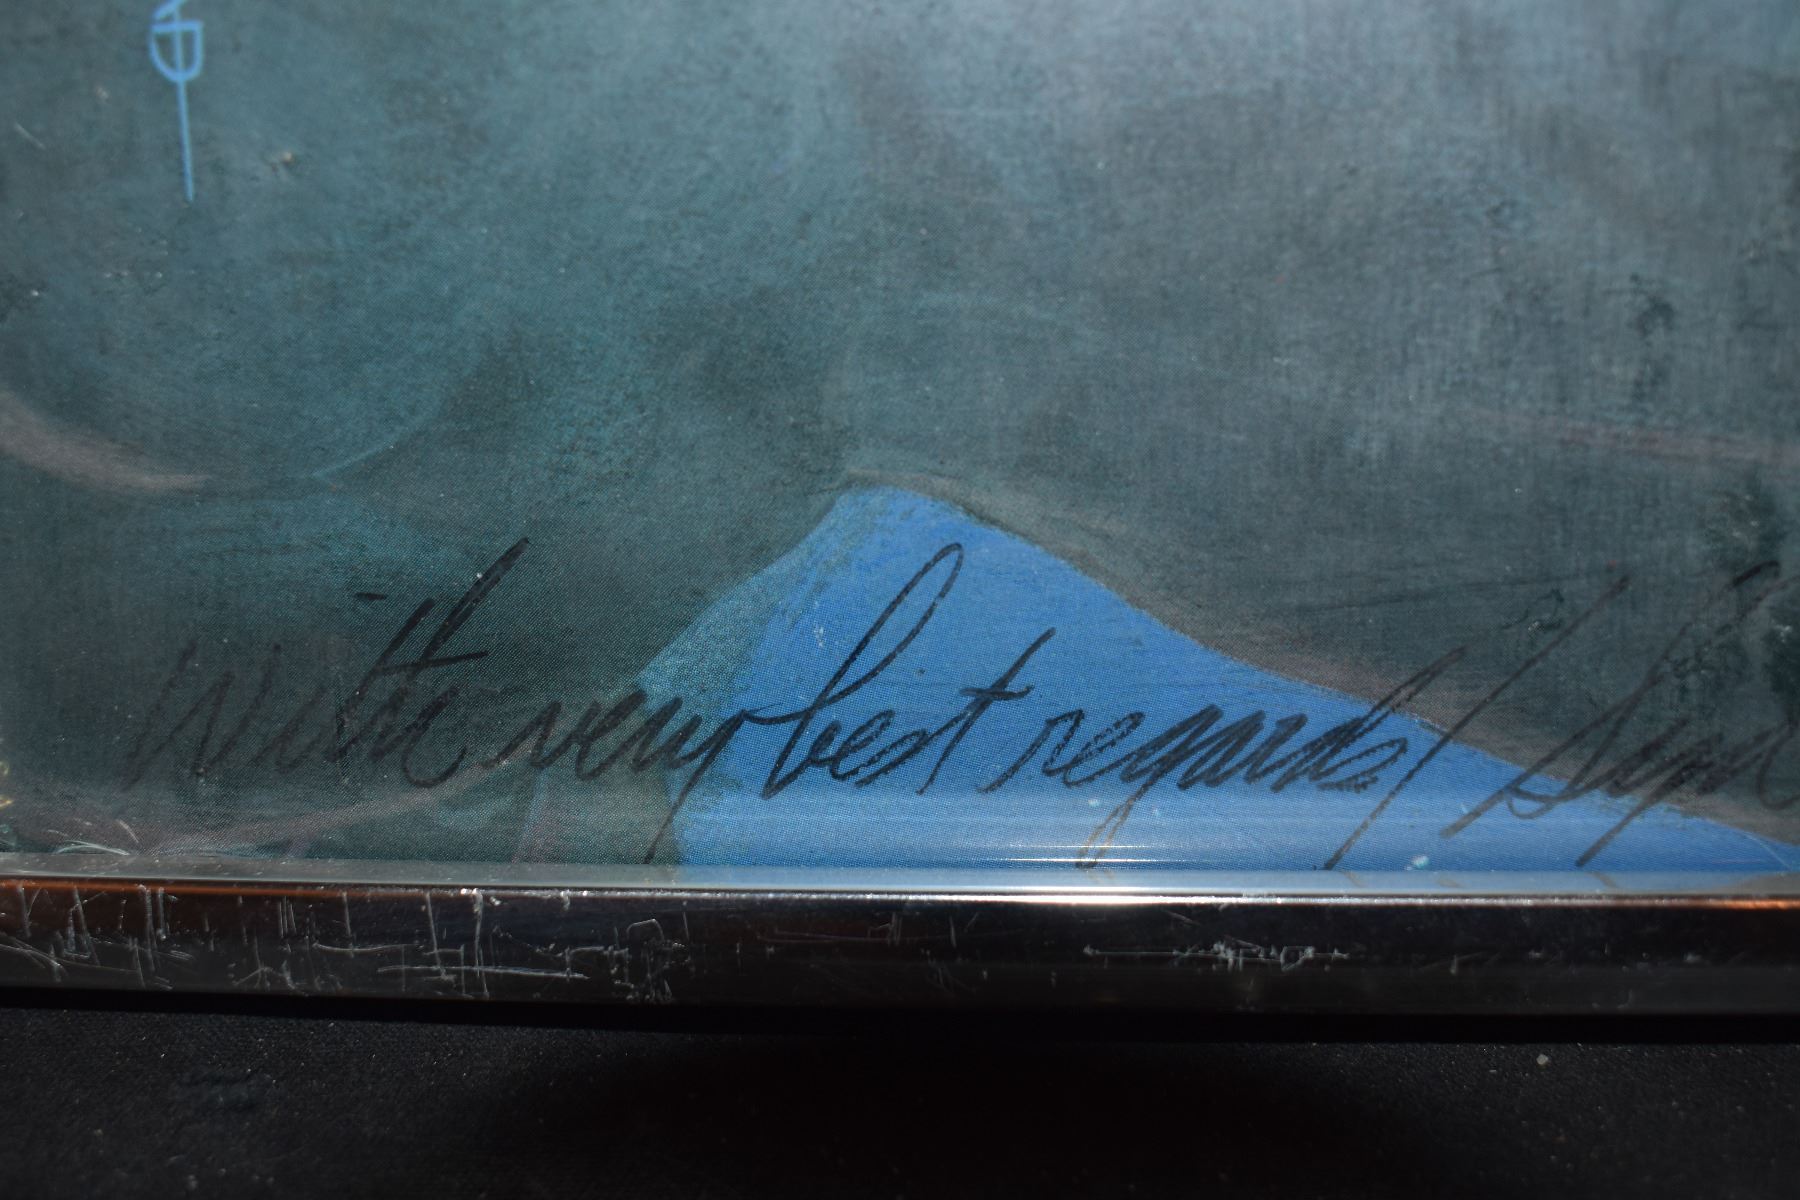 With very best regards/